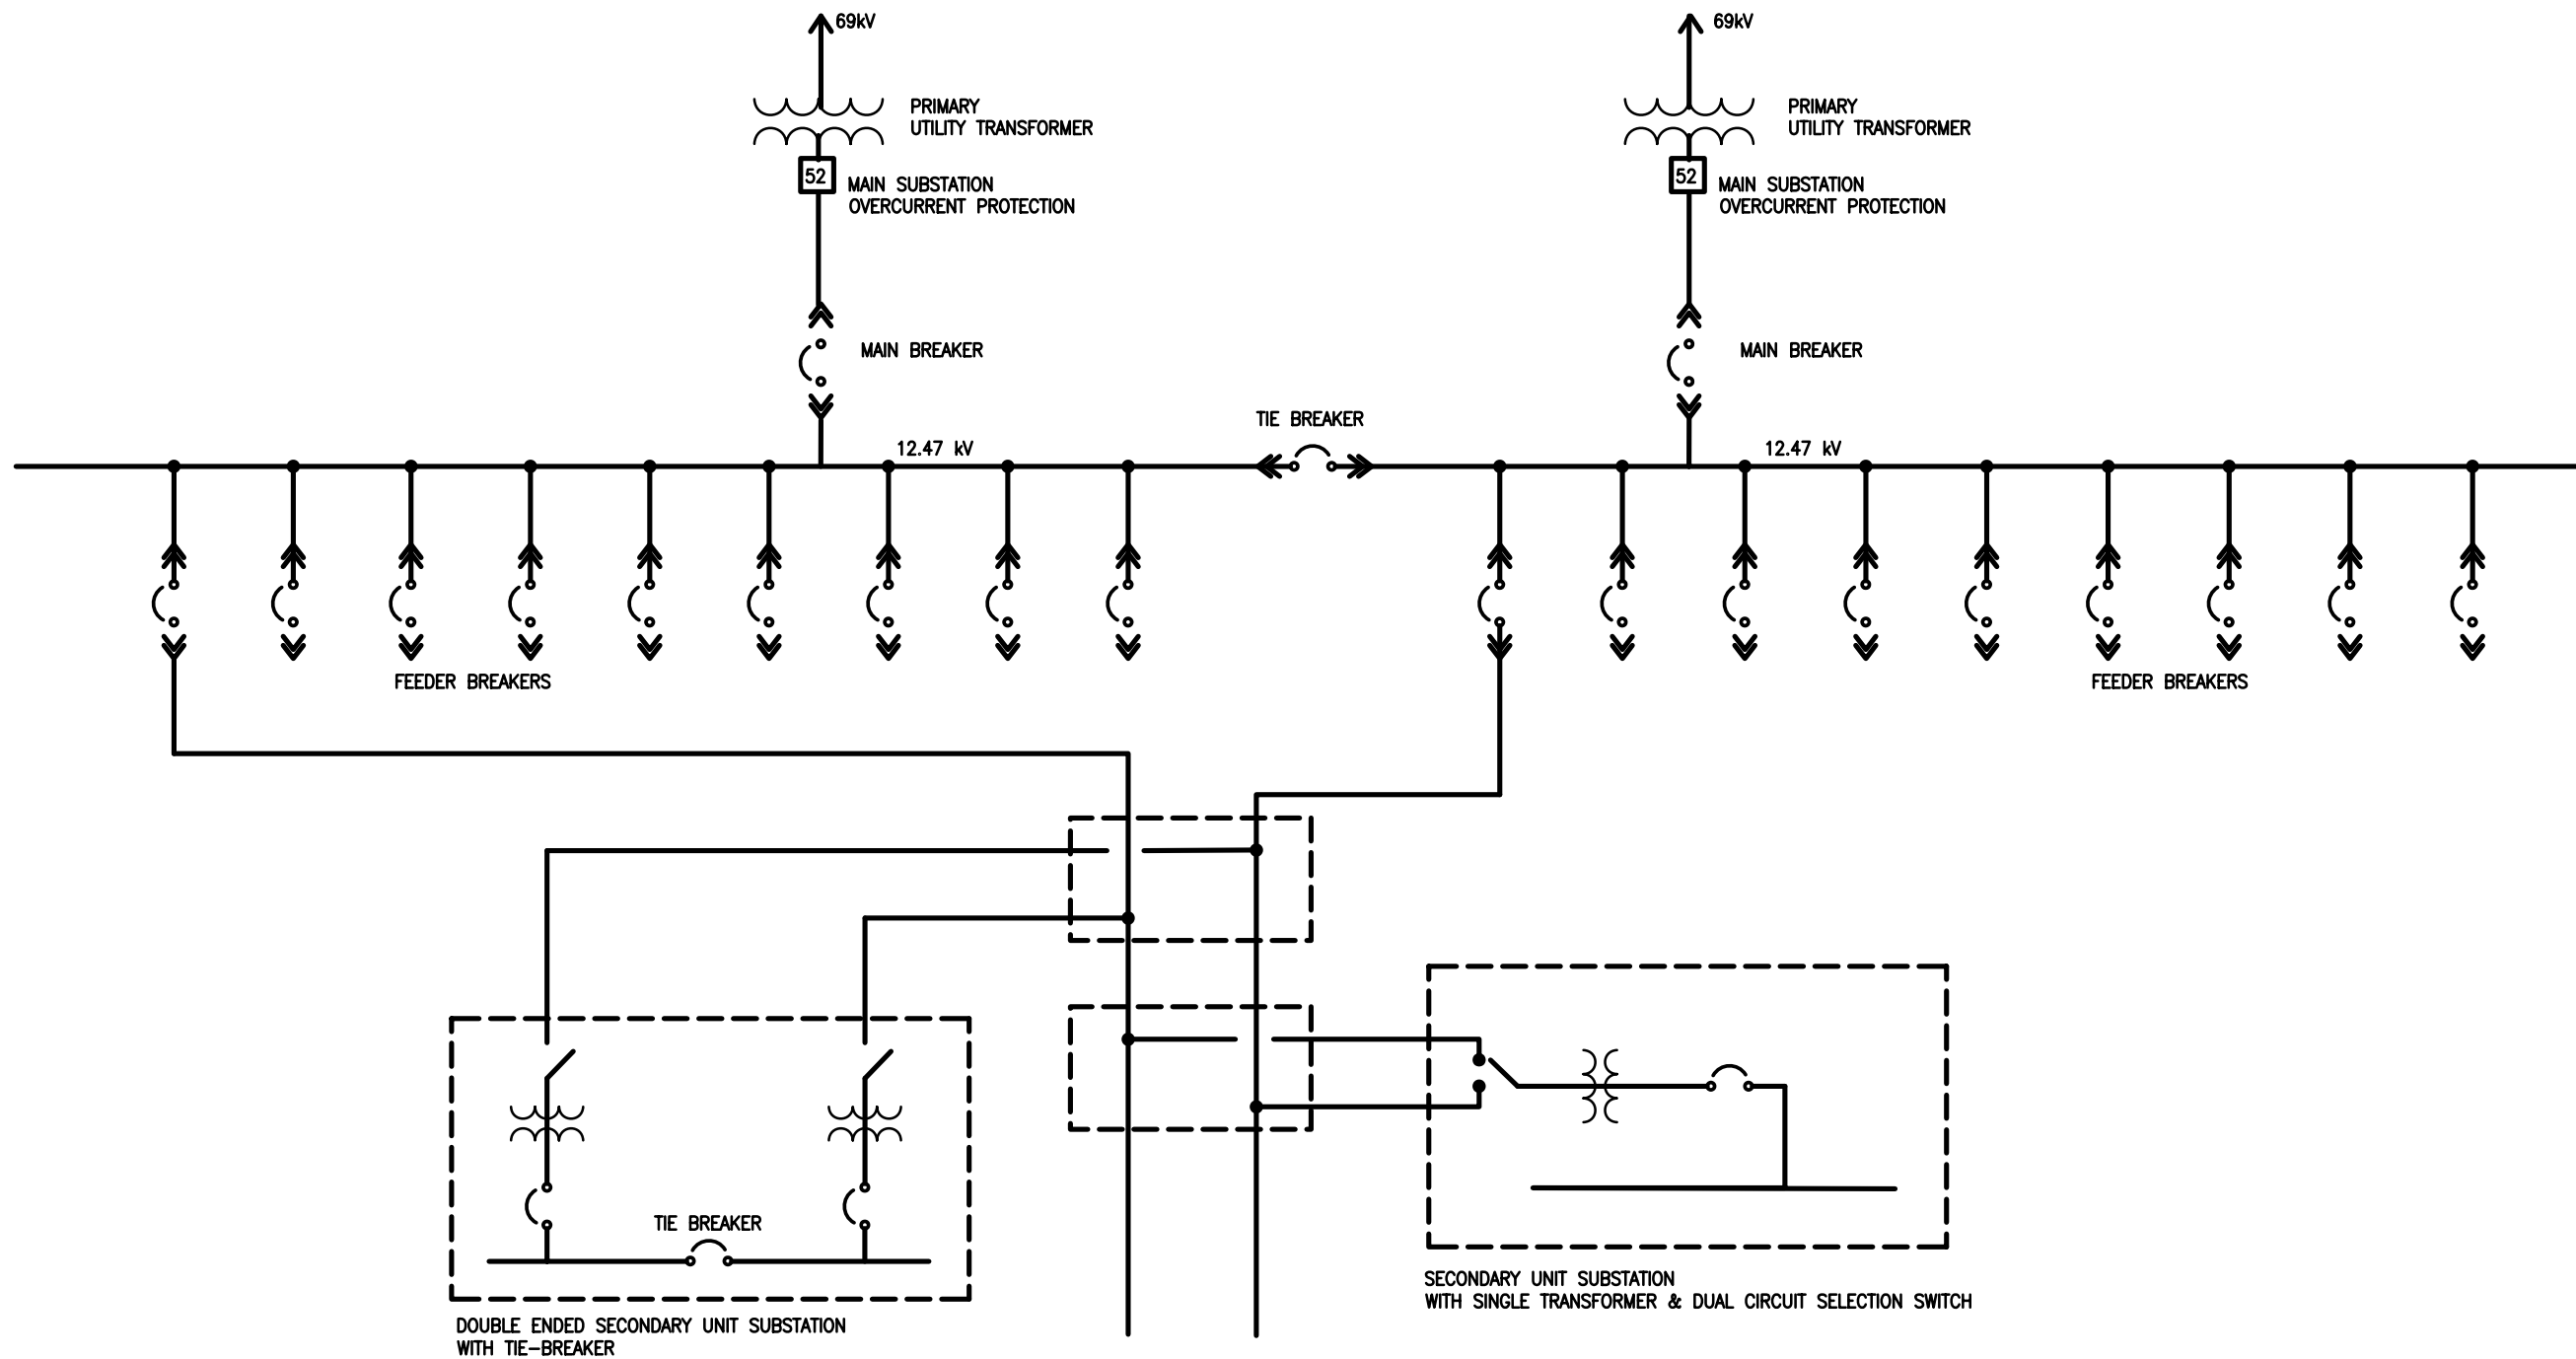 69kV
69kV
PRIMARY
UTILITY TRANSFORMER
PRIMARY
UTILITY TRANSFORMER
52
MAIN SUBSTATION
OVERCURRENT PROTECTION
52
MAIN SUBSTATION
OVERCURRENT PROTECTION
MAIN BREAKER
MAIN BREAKER
TIE BREAKER
12.47 kV
12.47 kV
FEEDER BREAKERS
FEEDER BREAKERS
TIE BREAKER
SECONDARY UNIT SUBSTATION
WITH SINGLE TRANSFORMER & DUAL CIRCUIT SELECTION SWITCH
DOUBLE ENDED SECONDARY UNIT SUBSTATION
WITH TIE-BREAKER